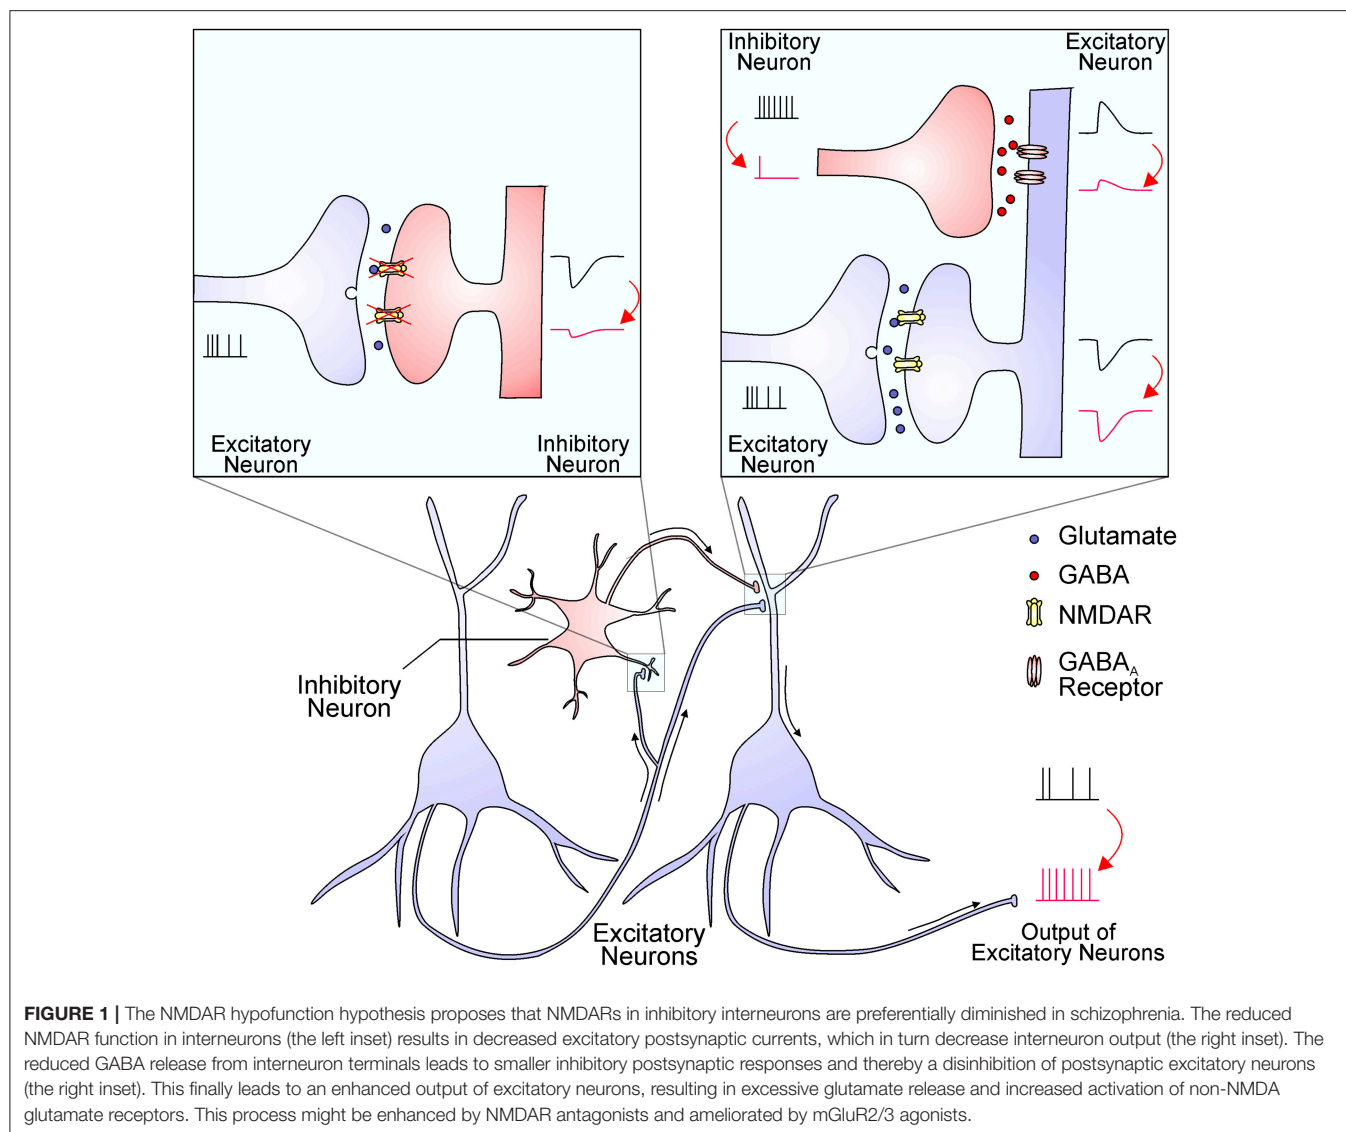 Inhibitory
Neuron
Excitatory
Neuron
Excitatory
Neuron
Inhibitory
Neuron
Excitatory
Neuron
Glutamate
GABA
NMDAR
GABAA
Receptor
Inhibitory
Neuron
Excitatory
Neurons
Output of
Excitatory Neurons
FIGURE 1 | The NMDAR hypofunction hypothesis proposes that NMDARs in inhibitory interneurons are preferentially diminished in schizophrenia. The reduced
NMDAR function in interneurons (the left inset) results in decreased excitatory postsynaptic currents, which in turn decrease interneuron output (the right inset). The
reduced GABA release from interneuron terminals leads to smaller inhibitory postsynaptic responses and thereby a disinhibition of postsynaptic excitatory neurons
(the right inset). This finally leads to an enhanced output of excitatory neurons, resulting in excessive glutamate release and increased activation of non-NMDA
glutamate receptors. This process might be enhanced by NMDAR antagonists and ameliorated by mGluR2/3 agonists.